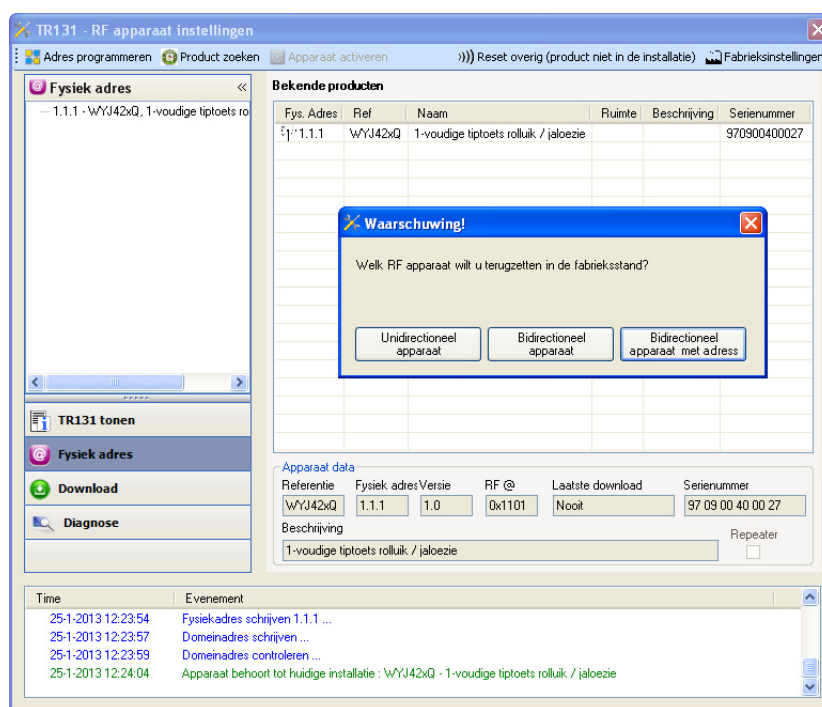 TR131 - RF apparaat instellingen
Adres programmeren Product zoeken Apparaat activeren Reset overig (product niet in de installatie) Fabrieksinstellingen
Fysiek adres
1.1.1 - WYJ42xQ, 1-voudige tiptoets ro
Bekende producten
Fys. Adres Ref Naam Ruimte Beschrijving Serienummer
1.1.1 WYJ42xQ 1-voudige tiptoets rolluik / jaloezie 970900400027
Waarschuwing!
Welk RF apparaat wilt u terugzetten in de fabrieksstand?
Unidirectioneel apparaat
Bidirectioneel apparaat
Bidirectioneel apparaat met adress
TR131 tonen
Fysiek adres
Download
Diagnose
Apparaat data
Referentie Fysiek adres Versie RF @ Laatste download Serienummer
WYJ42xQ 1.1.1 1.0 0x1101 Nooit 97 09 00 40 00 27
Beschrijving
Repeater
1-voudige tiptoets rolluik / jaloezie
Time Evenement
25-1-2013 12:23:54 Fysiekadres schrijven 1.1.1 ...
25-1-2013 12:23:57 Domeinadres schrijven ...
25-1-2013 12:23:59 Domeinadres controleren ...
25-1-2013 12:24:04 Apparaat behoort tot huidige installatie : WYJ42xQ - 1-voudige tiptoets rolluik / jaloezie